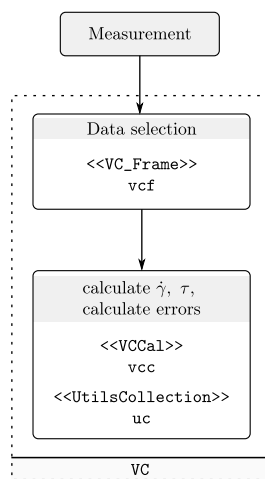 Measurement
Data selection
<<VC_Frame>>
vcf
calculate γ̇, τ,
calculate errors
<<VCCal>>
vcc
<<UtilsCollection>>
uc
VC